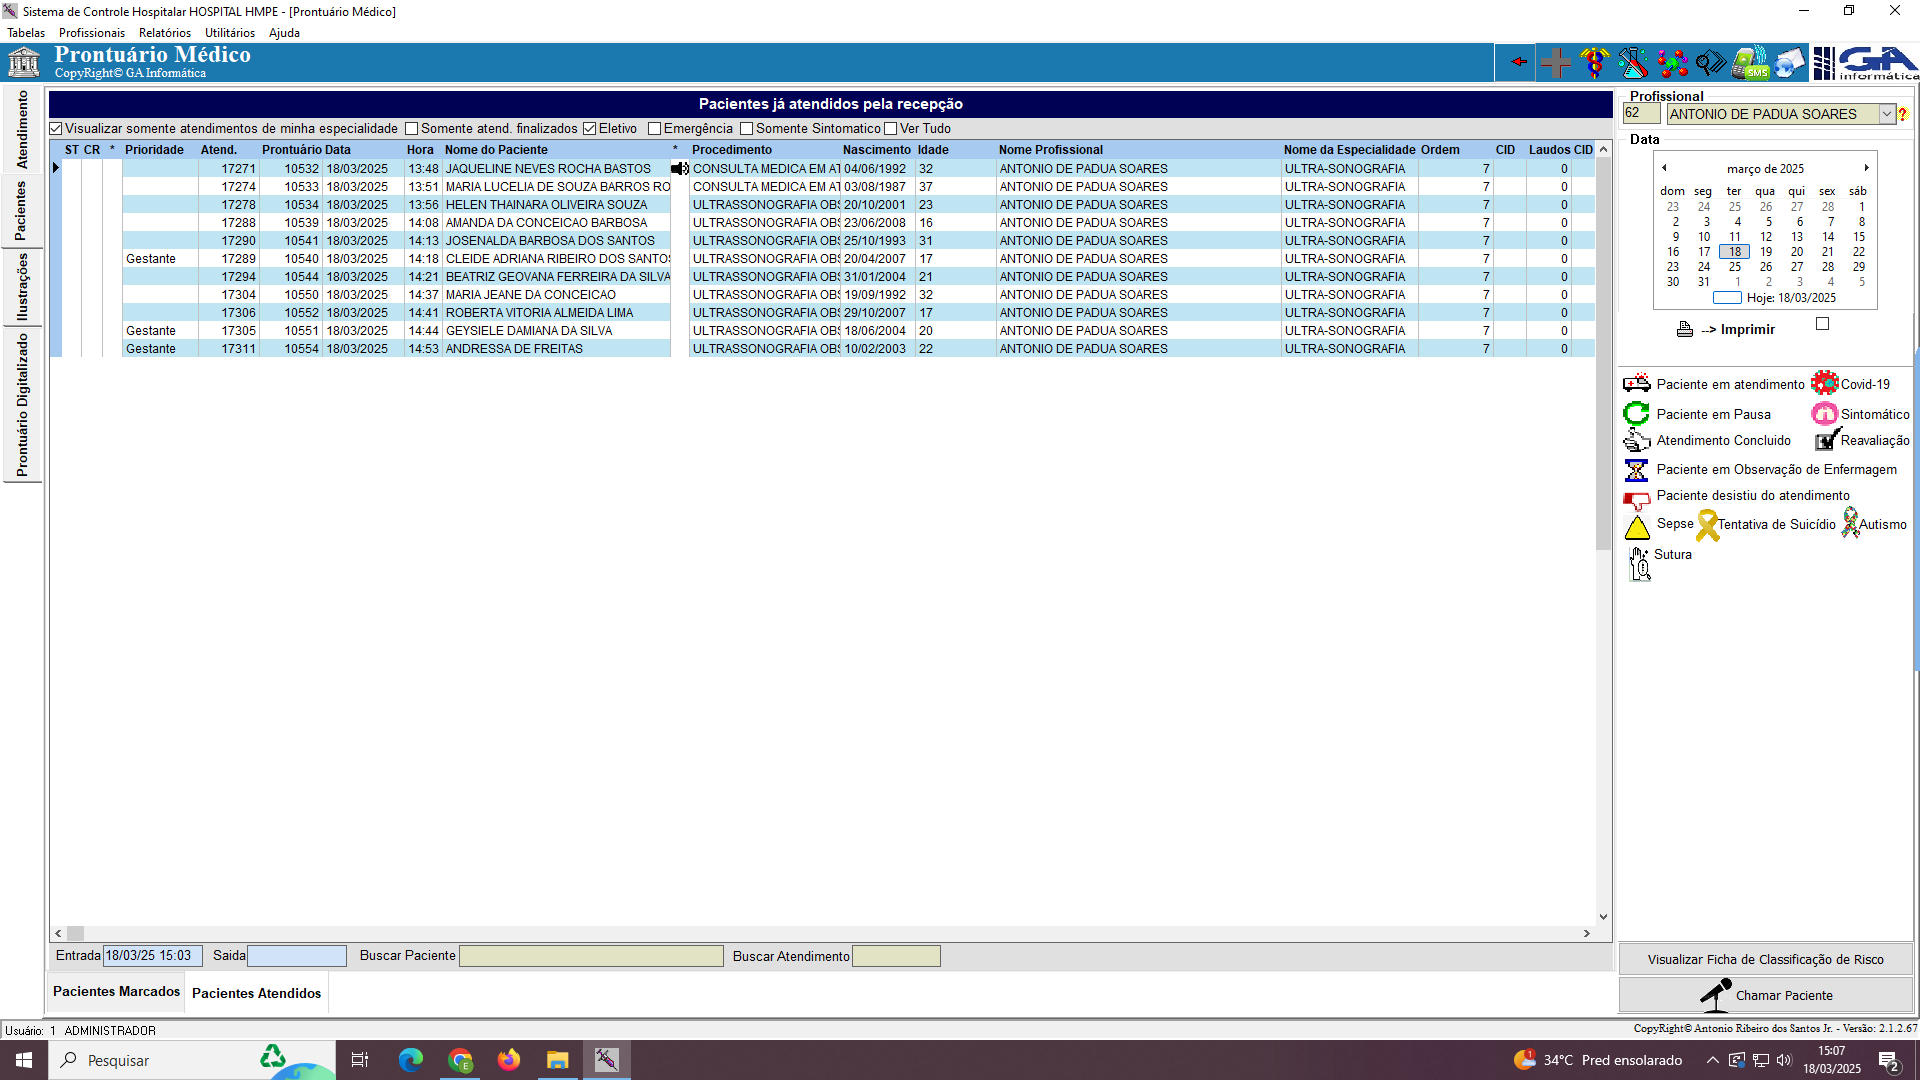 Sistema de Controle Hospitalar HOSPITAL HMPE - [Prontuário Médico]
Tabelas Profissionais Relatórios Utilitários Ajuda
Prontuário Médico
CopyRight© GA Informática
SMS
GA
informática
Atendimento
Pacientes
Ilustrações
Prontuário Digitalizado
Pacientes já atendidos pela recepção
Visualizar somente atendimentos de minha especialidade Somente atend. finalizados Eletivo Emergência Somente Sintomatico Ver Tudo
ST CR * Prioridade Atend. Prontuário Data Hora Nome do Paciente * Procedimento Nascimento Idade Nome Profissional Nome da Especialidade Ordem CID Laudos CID
17271 10532 18/03/2025 13:48 JAQUELINE NEVES ROCHA BASTOS CONSULTA MEDICA EM AT 04/06/1992 32 ANTONIO DE PADUA SOARES ULTRA-SONOGRAFIA 7 0
17274 10533 18/03/2025 13:51 MARIA LUCELIA DE SOUZA BARROS RO CONSULTA MEDICA EM AT 03/08/1987 37 ANTONIO DE PADUA SOARES ULTRA-SONOGRAFIA 7 0
17278 10534 18/03/2025 13:56 HELEN THAINARA OLIVEIRA SOUZA ULTRASSONOGRAFIA OBS 20/10/2001 23 ANTONIO DE PADUA SOARES ULTRA-SONOGRAFIA 7 0
17288 10539 18/03/2025 14:08 AMANDA DA CONCEICAO BARBOSA ULTRASSONOGRAFIA OBS 23/06/2008 16 ANTONIO DE PADUA SOARES ULTRA-SONOGRAFIA 7 0
17290 10541 18/03/2025 14:13 JOSENALDA BARBOSA DOS SANTOS ULTRASSONOGRAFIA OBS 25/10/1993 31 ANTONIO DE PADUA SOARES ULTRA-SONOGRAFIA 7 0
Gestante 17289 10540 18/03/2025 14:18 CLEIDE ADRIANA RIBEIRO DOS SANTOS ULTRASSONOGRAFIA OBS 20/04/2007 17 ANTONIO DE PADUA SOARES ULTRA-SONOGRAFIA 7 0
17294 10544 18/03/2025 14:21 BEATRIZ GEOVANA FERREIRA DA SILVA ULTRASSONOGRAFIA OBS 31/01/2004 21 ANTONIO DE PADUA SOARES ULTRA-SONOGRAFIA 7 0
17304 10550 18/03/2025 14:37 MARIA JEANE DA CONCEICAO ULTRASSONOGRAFIA OBS 19/09/1992 32 ANTONIO DE PADUA SOARES ULTRA-SONOGRAFIA 7 0
17306 10552 18/03/2025 14:41 ROBERTA VITORIA ALMEIDA LIMA ULTRASSONOGRAFIA OBS 29/10/2007 17 ANTONIO DE PADUA SOARES ULTRA-SONOGRAFIA 7 0
Gestante 17305 10551 18/03/2025 14:44 GEYSIELE DAMIANA DA SILVA ULTRASSONOGRAFIA OBS 18/06/2004 20 ANTONIO DE PADUA SOARES ULTRA-SONOGRAFIA 7 0
Gestante 17311 10554 18/03/2025 14:53 ANDRESSA DE FREITAS ULTRASSONOGRAFIA OBS 10/02/2003 22 ANTONIO DE PADUA SOARES ULTRA-SONOGRAFIA 7 0
Entrada 18/03/25 15:03 Saida Buscar Paciente Buscar Atendimento
Pacientes Marcados Pacientes Atendidos
Profissional
62 ANTONIO DE PADUA SOARES ?
Data
março de 2025
dom seg ter qua qui sex sáb
23 24 25 26 27 28 1
2 3 4 5 6 7 8
9 10 11 12 13 14 15
16 17 18 19 20 21 22
23 24 25 26 27 28 29
30 31 1 2 3 4 5
Hoje: 18/03/2025
--> Imprimir
Paciente em atendimento Covid-19
Paciente em Pausa Sintomático
Atendimento Concluido Reavaliação
Paciente em Observação de Enfermagem
Paciente desistiu do atendimento
Sepse Tentativa de Suicídio Autismo
Sutura
Visualizar Ficha de Classificação de Risco
Chamar Paciente
Usuário: 1 ADMINISTRADOR
CopyRight© Antonio Ribeiro dos Santos Jr. - Versão: 2.1.2.67
Pesquisar
E
1
34°C Pred ensolarado
15:07
18/03/2025
2